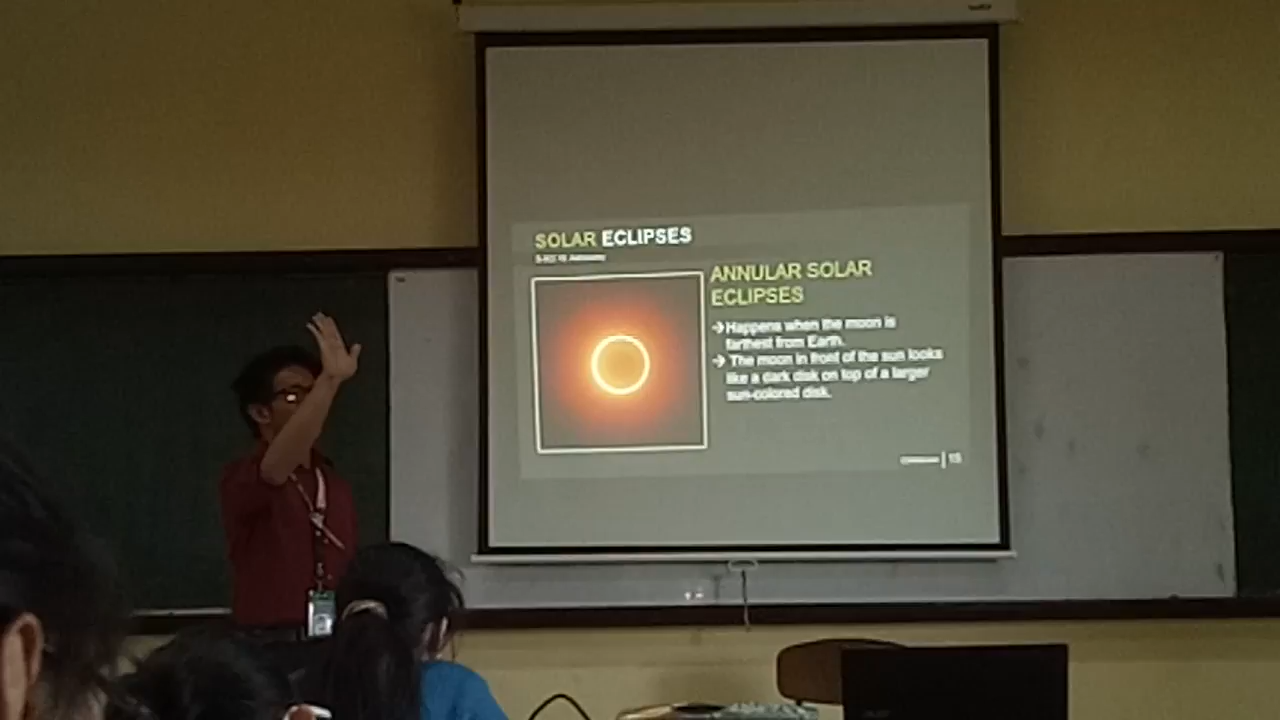 SOLAR ECLIPSES
ANNULAR SOLAR
ECLIPSES
→Happens when the moon is
farthest from Earth.
→ The moon in front of the sun looks
like a dark disk on top of a larger
sun-colored disk.